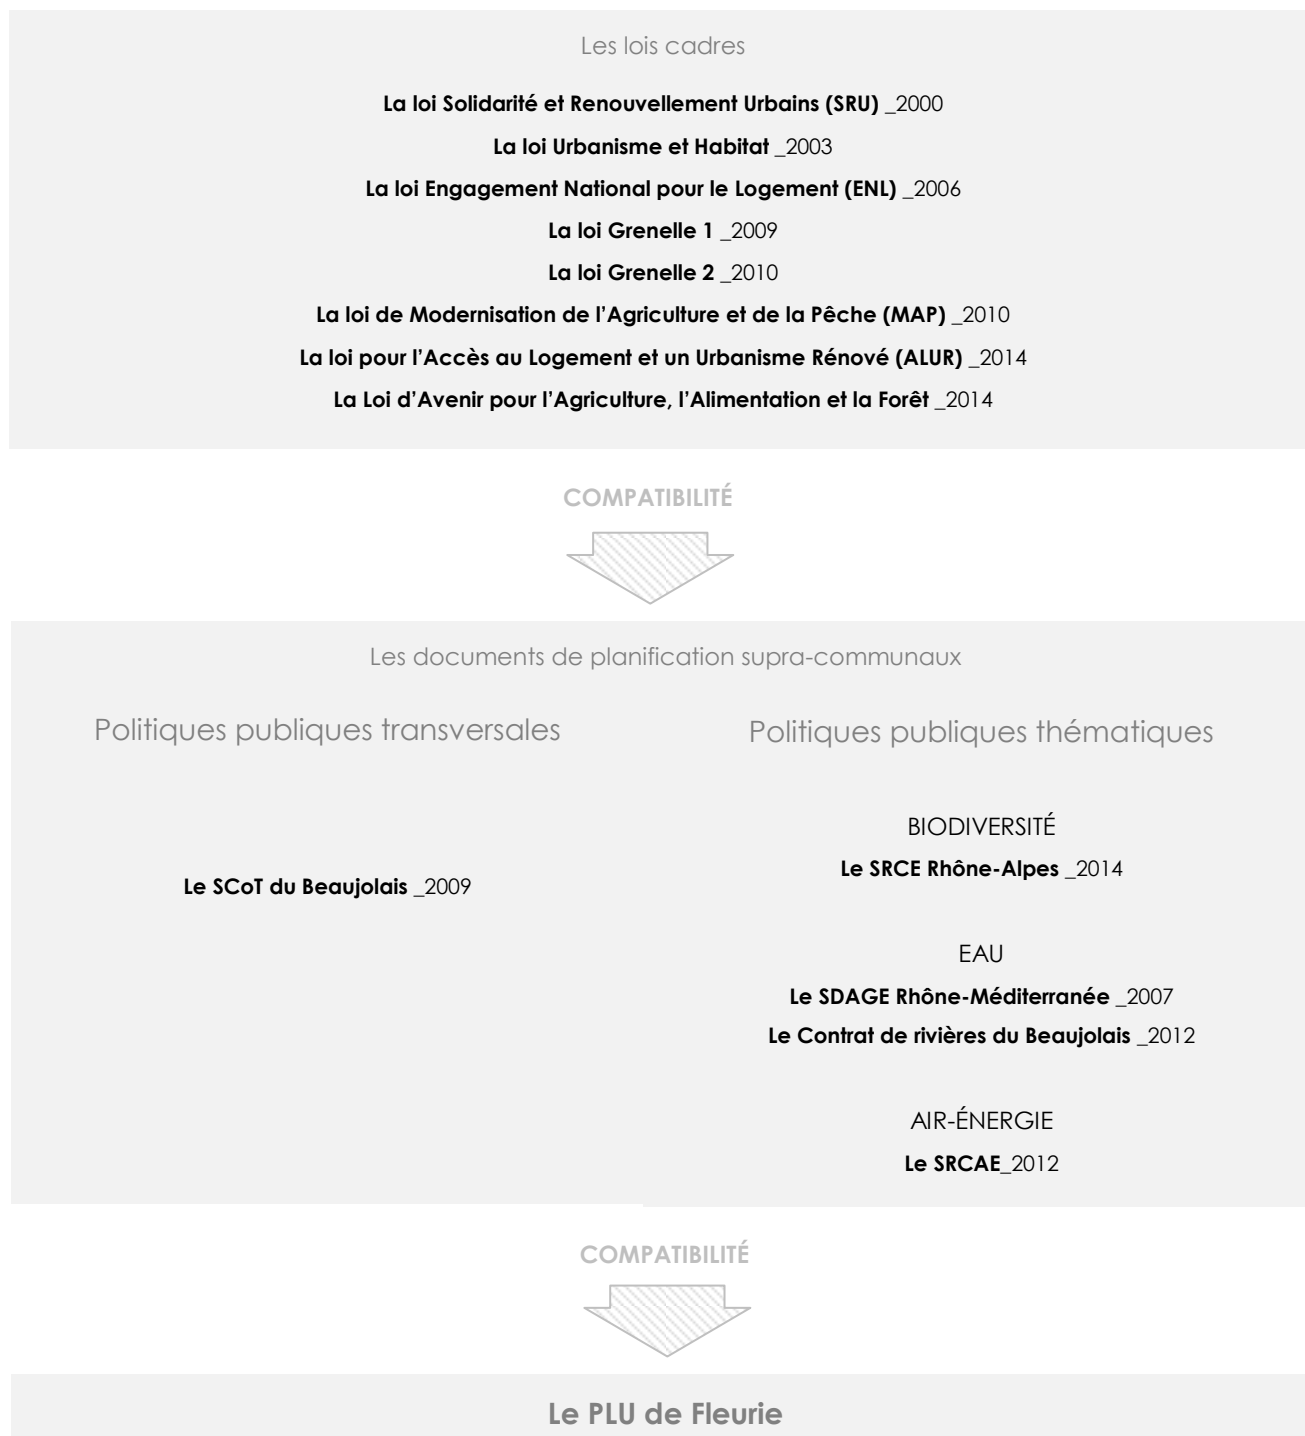 Les lois cadres
La loi Solidarité et Renouvellement Urbains (SRU) _2000
La loi Urbanisme et Habitat _2003
La loi Engagement National pour le Logement (ENL) _2006
La loi Grenelle 1 _2009
La loi Grenelle 2 _2010
La loi de Modernisation de l’Agriculture et de la Pêche (MAP) _2010
La loi pour l’Accès au Logement et un Urbanisme Rénové (ALUR) _2014
La Loi d’Avenir pour l’Agriculture, l’Alimentation et la Forêt _2014
COMPATIBILITÉ
Les documents de planification supra-communaux
Politiques publiques transversales
Le SCoT du Beaujolais _2009
Politiques publiques thématiques
BIODIVERSITÉ
Le SRCE Rhône-Alpes _2014
EAU
Le SDAGE Rhône-Méditerranée _2007
Le Contrat de rivières du Beaujolais _2012
AIR-ÉNERGIE
Le SRCAE_2012
COMPATIBILITÉ
Le PLU de Fleurie